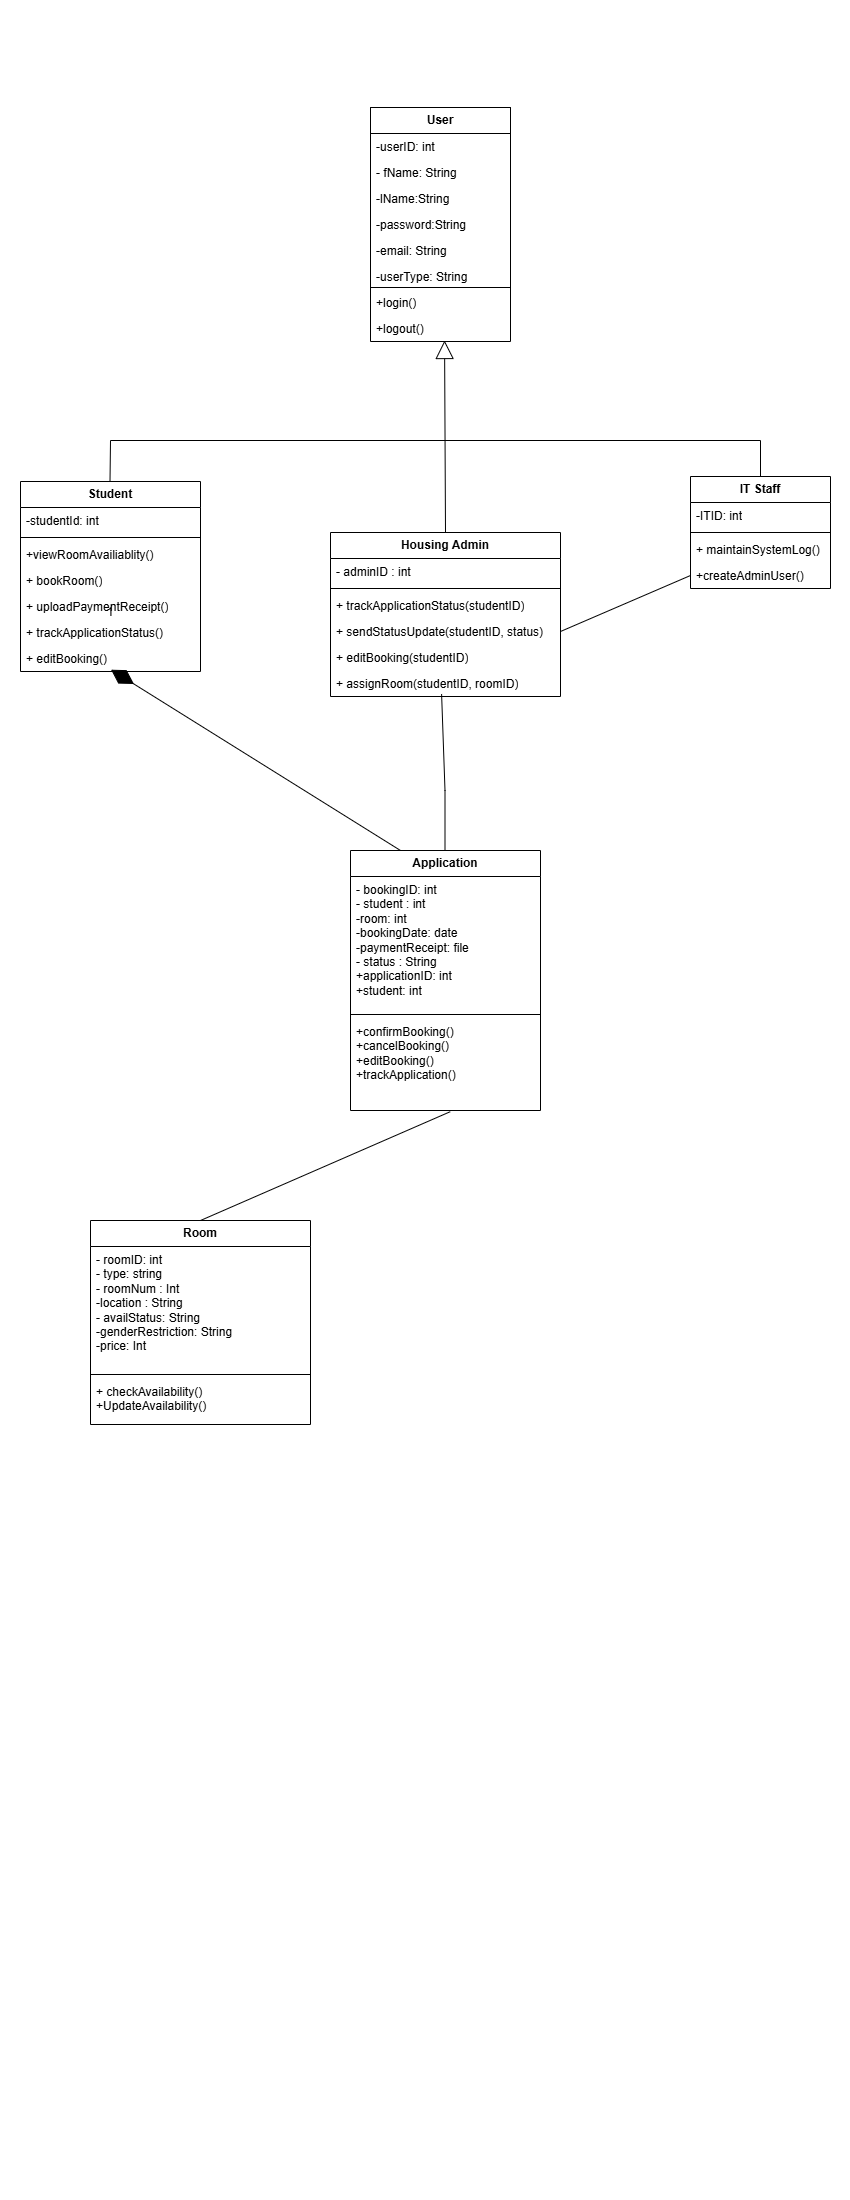 User
-userID: int
- fName: String
-lName:String
-password:String
-email: String
-userType: String
+login()
+logout()
Student
-studentId: int
+viewRoomAvailiablity()
+ bookRoom()
+ uploadPaymentReceipt()
+ trackApplicationStatus()
+ editBooking()
Housing Admin
- adminID : int
+ trackApplicationStatus(studentID)
+ sendStatusUpdate(studentID, status)
+ editBooking(studentID)
+ assignRoom(studentID, roomID)
IT Staff
-ITID: int
+ maintainSystemLog()
+createAdminUser()
Application
- bookingID: int
- student : int
-room: int
-bookingDate: date
-paymentReceipt: file
- status : String
+applicationID: int
+student: int
+confirmBooking()
+cancelBooking()
+editBooking()
+trackApplication()
Room
- roomID: int
- type: string
- roomNum : Int
-location : String
- availStatus: String
-genderRestriction: String
-price: Int
+ checkAvailability()
+UpdateAvailability()